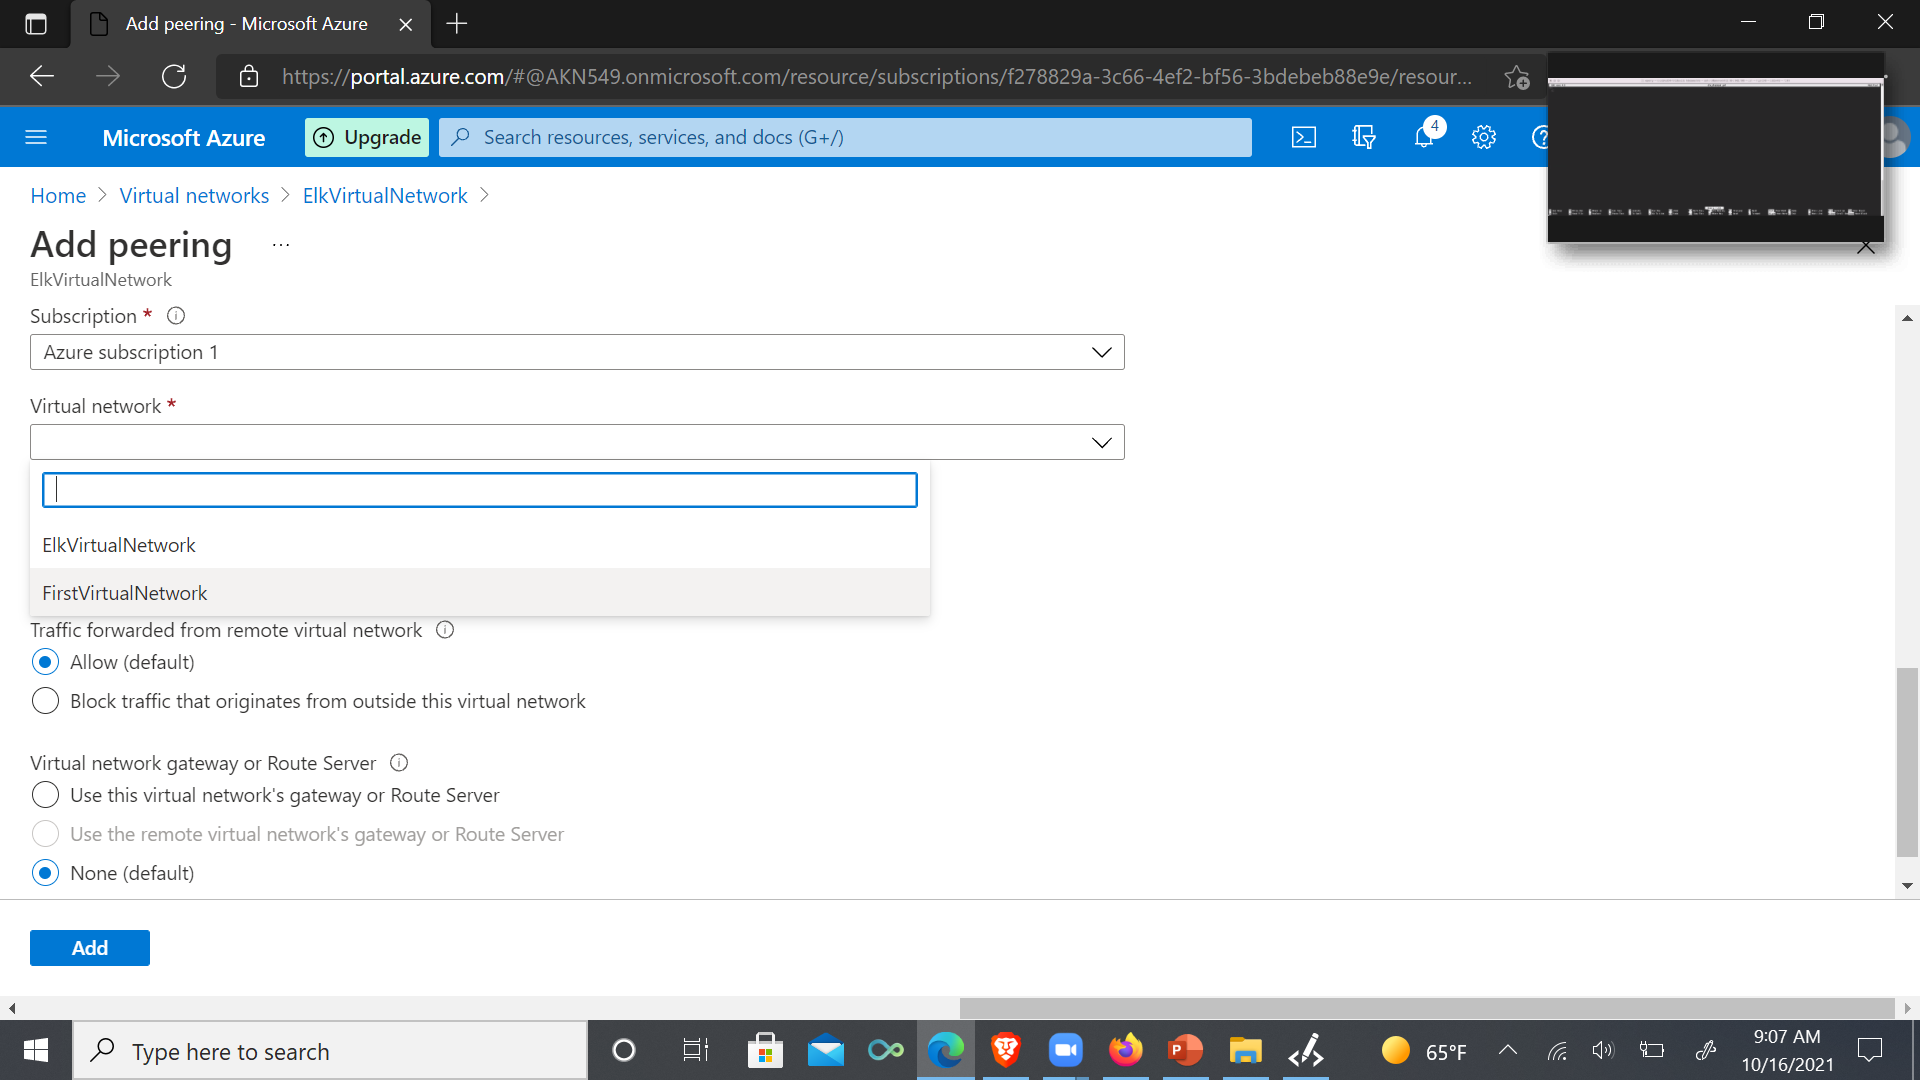 Add peering - Microsoft Azure
https://portal.azure.com/#@AKN549.onmicrosoft.com/resource/subscriptions/f278829a-3c66-4ef2-bf56-3bdebeb88e9e/resour...
Microsoft Azure
Upgrade
Search resources, services, and docs (G+/)
4
Home > Virtual networks > ElkVirtualNetwork >
Add peering ...
ElkVirtualNetwork
Subscription *
Azure subscription 1
Virtual network *
ElkVirtualNetwork
FirstVirtualNetwork
Traffic forwarded from remote virtual network
Allow (default)
Block traffic that originates from outside this virtual network
Virtual network gateway or Route Server
Use this virtual network's gateway or Route Server
Use the remote virtual network's gateway or Route Server
None (default)
Add
Type here to search
65°F
9:07 AM
10/16/2021